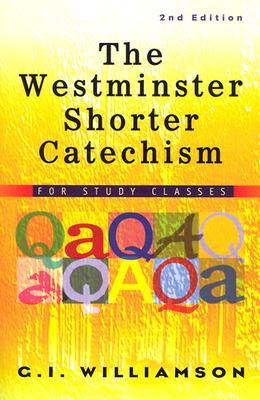 2nd Edition
The
Westminster
Shorter
Catechism
FOR STUDY CLASSES
QaQAQ
aQAQa
G.I. WILLIAMSON